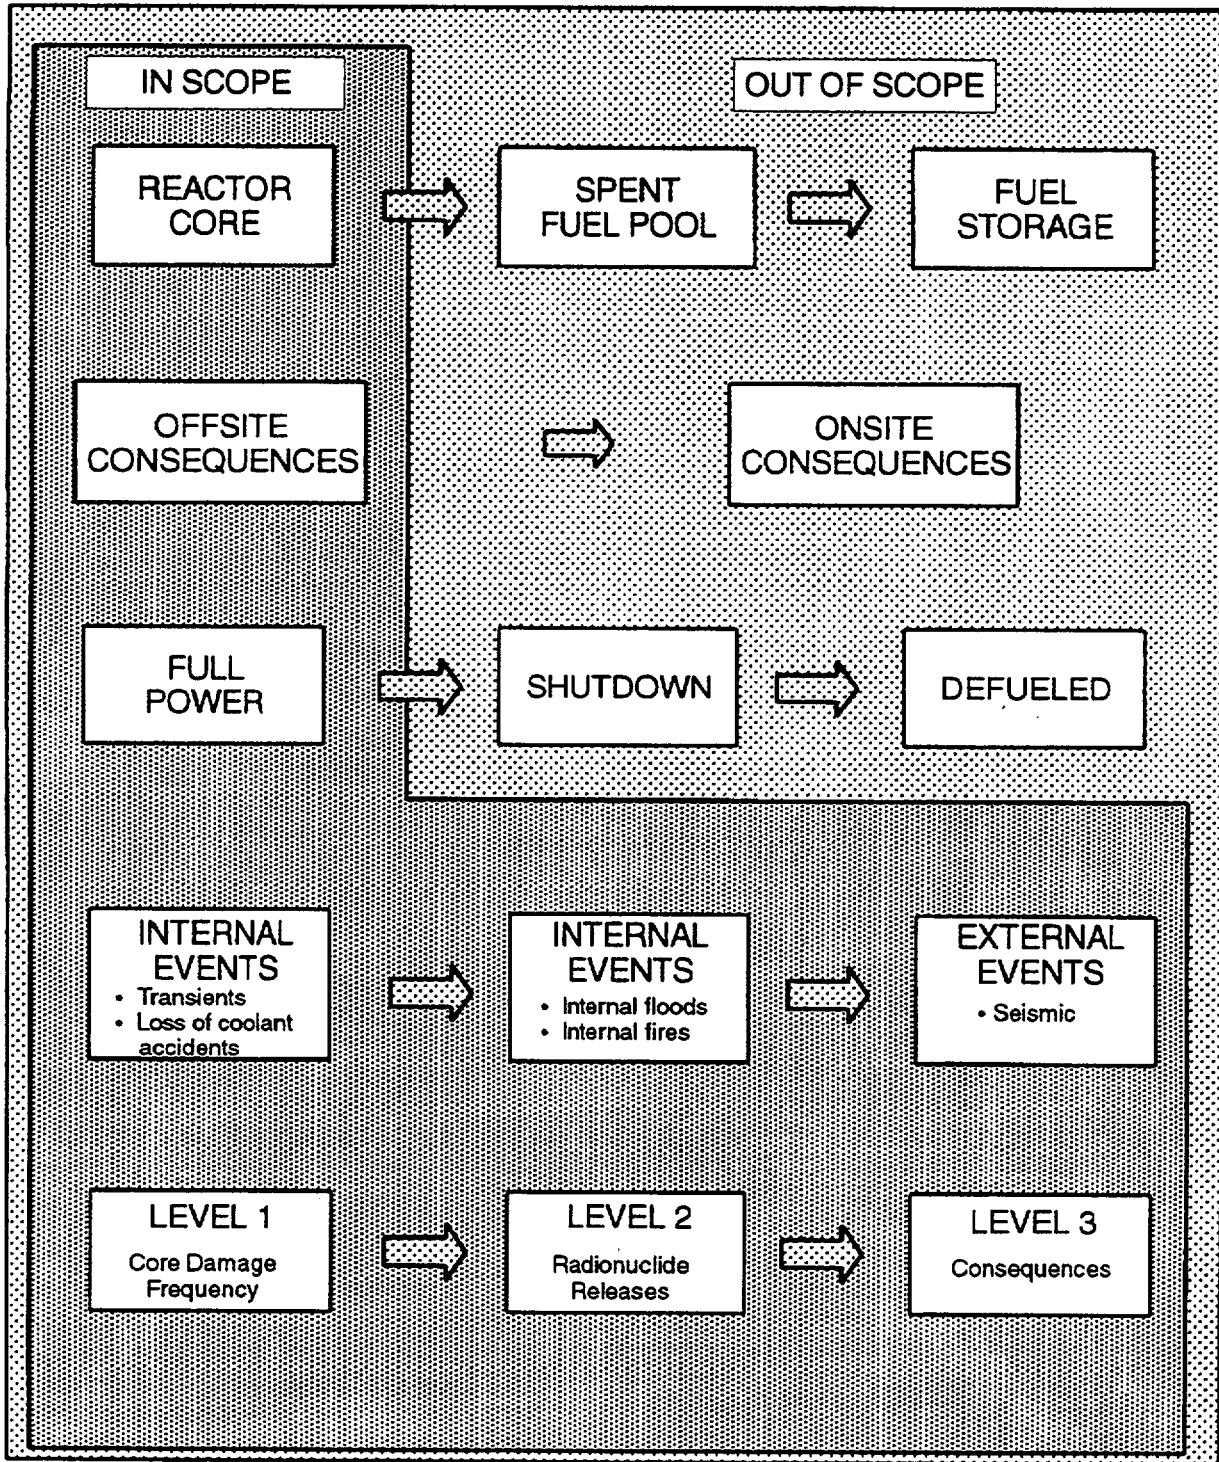 IN SCOPE
OUT OF SCOPE
REACTOR
CORE
SPENT
FUEL POOL
FUEL
STORAGE
OFFSITE
CONSEQUENCES
ONSITE
CONSEQUENCES
FULL
POWER
SHUTDOWN
DEFUELED
INTERNAL
EVENTS
• Transients
• Loss of coolant
accidents
INTERNAL
EVENTS
• Internal floods
• Internal fires
EXTERNAL
EVENTS
• Seismic
LEVEL 1
Core Damage
Frequency
LEVEL 2
Radionuclide
Releases
LEVEL 3
Consequences